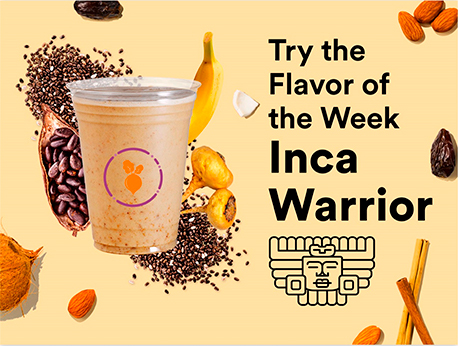 Try the
Flavor of
the Week
Inca
Warrior